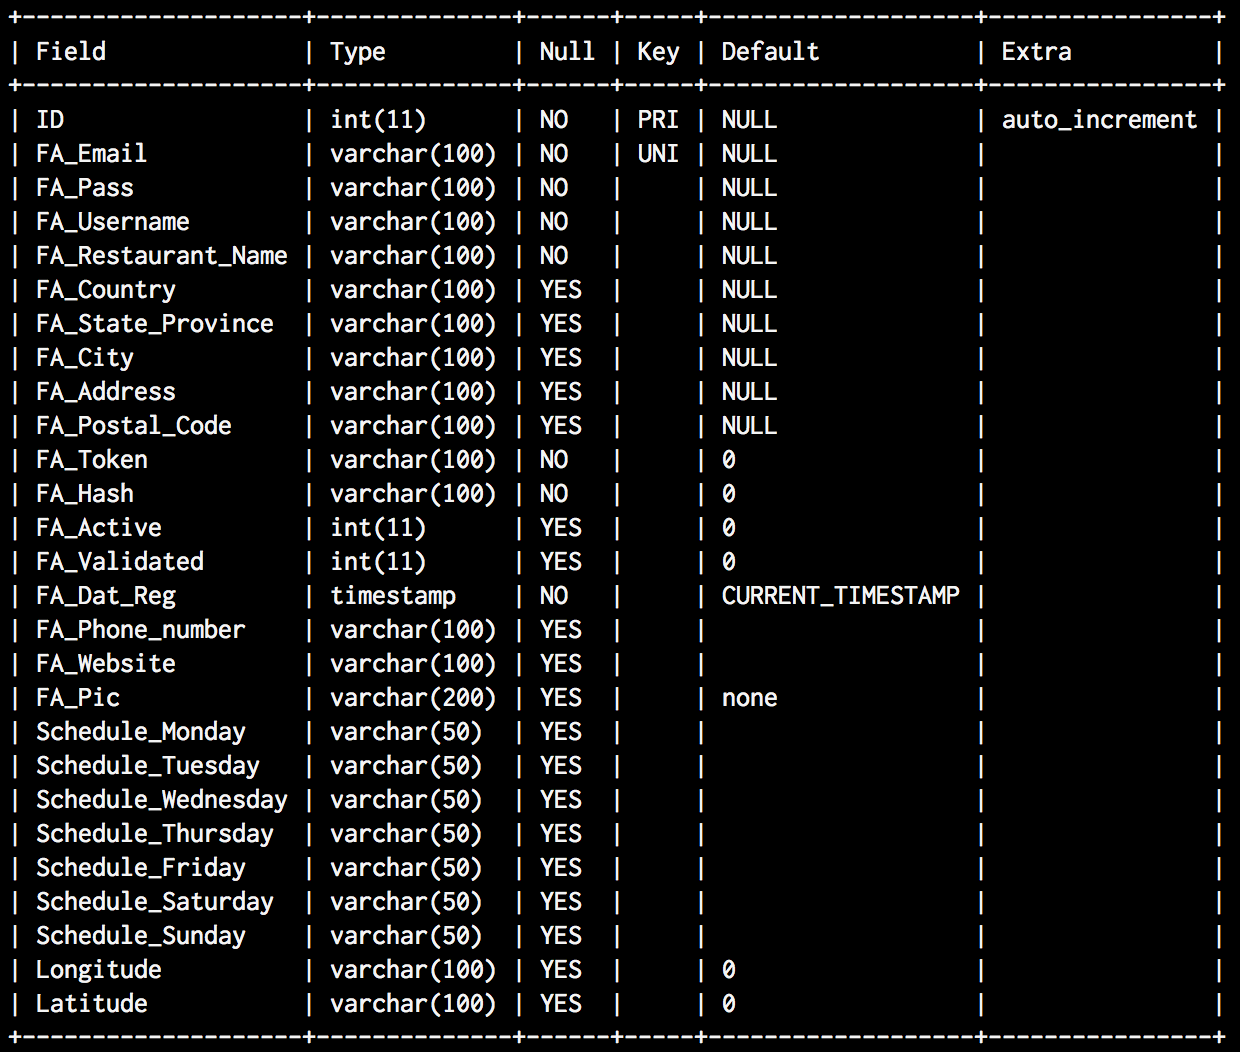 +--------------------+--------------+------+-----+-------------------+----------------+
| Field              | Type         | Null | Key | Default           | Extra          |
+--------------------+--------------+------+-----+-------------------+----------------+
| ID                 | int(11)      | NO   | PRI | NULL              | auto_increment |
| FA_Email           | varchar(100) | NO   | UNI | NULL              |                |
| FA_Pass            | varchar(100) | NO   |     | NULL              |                |
| FA_Username        | varchar(100) | NO   |     | NULL              |                |
| FA_Restaurant_Name | varchar(100) | NO   |     | NULL              |                |
| FA_Country         | varchar(100) | YES  |     | NULL              |                |
| FA_State_Province  | varchar(100) | YES  |     | NULL              |                |
| FA_City            | varchar(100) | YES  |     | NULL              |                |
| FA_Address         | varchar(100) | YES  |     | NULL              |                |
| FA_Postal_Code     | varchar(100) | YES  |     | NULL              |                |
| FA_Token           | varchar(100) | NO   |     | 0                 |                |
| FA_Hash            | varchar(100) | NO   |     | 0                 |                |
| FA_Active          | int(11)      | YES  |     | 0                 |                |
| FA_Validated       | int(11)      | YES  |     | 0                 |                |
| FA_Dat_Reg         | timestamp    | NO   |     | CURRENT_TIMESTAMP |                |
| FA_Phone_number    | varchar(100) | YES  |     |                   |                |
| FA_Website         | varchar(100) | YES  |     |                   |                |
| FA_Pic             | varchar(200) | YES  |     | none              |                |
| Schedule_Monday    | varchar(50)  | YES  |     |                   |                |
| Schedule_Tuesday   | varchar(50)  | YES  |     |                   |                |
| Schedule_Wednesday | varchar(50)  | YES  |     |                   |                |
| Schedule_Thursday  | varchar(50)  | YES  |     |                   |                |
| Schedule_Friday    | varchar(50)  | YES  |     |                   |                |
| Schedule_Saturday  | varchar(50)  | YES  |     |                   |                |
| Schedule_Sunday    | varchar(50)  | YES  |     |                   |                |
| Longitude          | varchar(100) | YES  |     | 0                 |                |
| Latitude           | varchar(100) | YES  |     | 0                 |                |
+--------------------+--------------+------+-----+-------------------+----------------+